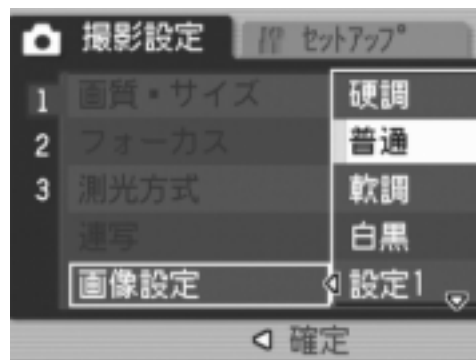 撮影設定 セットアップ
1 画質・サイズ 硬調
2 フォーカス 普通
3 測光方式 軟調
連写 白黒
画像設定 設定1
確定